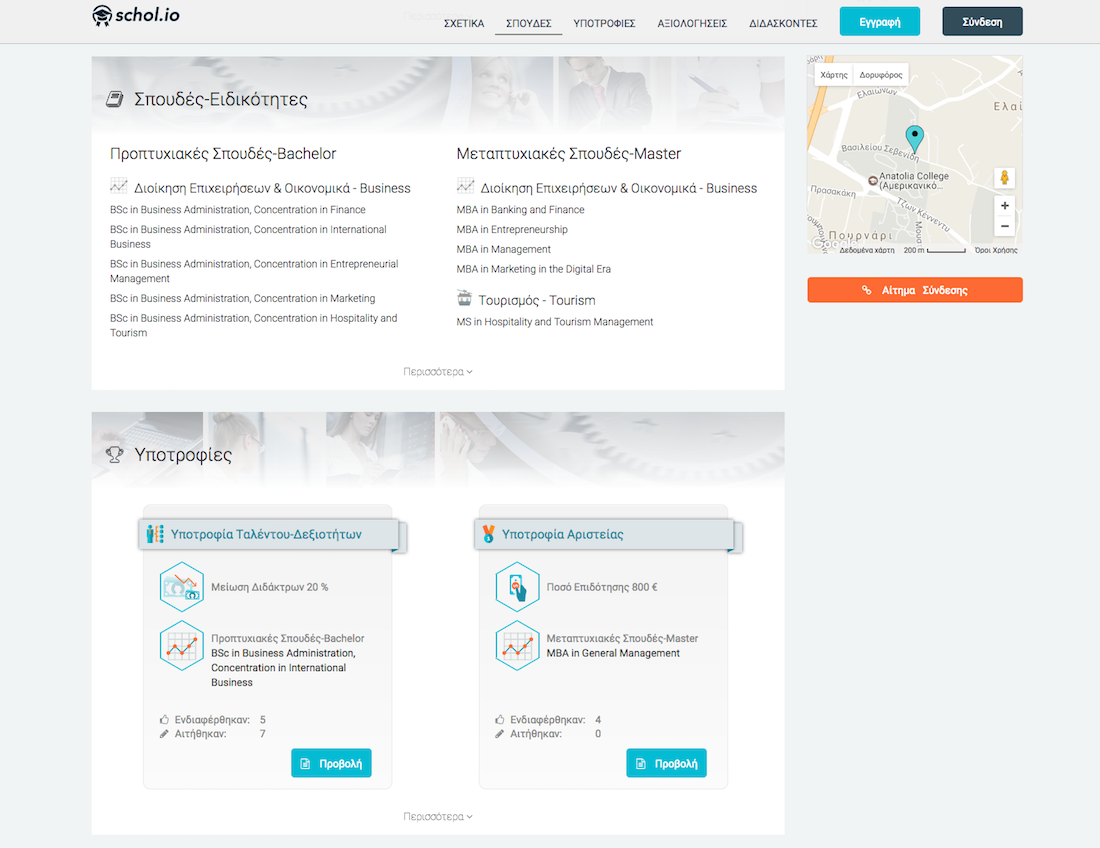 schol.io
ΣΧΕΤΙΚΑ ΣΠΟΥΔΕΣ ΥΠΟΤΡΟΦΙΕΣ ΑΞΙΟΛΟΓΗΣΕΙΣ ΔΙΔΑΣΚΟΝΤΕΣ Εγγραφή Σύνδεση
Σπουδές-Ειδικότητες
Προπτυχιακές Σπουδές-Bachelor
Διοίκηση Επιχειρήσεων & Οικονομικά - Business
BSc in Business Administration, Concentration in Finance
BSc in Business Administration, Concentration in International
Business
BSc in Business Administration, Concentration in Entrepreneurial
Management
BSc in Business Administration, Concentration in Marketing
BSc in Business Administration, Concentration in Hospitality and
Tourism
Μεταπτυχιακές Σπουδές-Master
Διοίκηση Επιχειρήσεων & Οικονομικά - Business
MBA in Banking and Finance
MBA in Entrepreneurship
MBA in Management
MBA in Marketing in the Digital Era
Τουρισμός - Tourism
MS in Hospitality and Tourism Management
Περισσότερα
Χάρτης Δορυφόρος
Ελαιώνων
Ελαί
Βασιλείου Σεβενίδη
Anatolia College
(Αμερικανικό...
Πρασακάκη
Τζων Κέννεντυ
Πουρνάρι
Google
Δεδομένα χάρτη 200 m Όροι Χρήσης
Αίτημα Σύνδεσης
Υποτροφίες
Υποτροφία Ταλέντου-Δεξιοτήτων
Μείωση Διδάκτρων 20 %
Προπτυχιακές Σπουδές-Bachelor
BSc in Business Administration,
Concentration in International
Business
Ενδιαφέρθηκαν: 5
Αιτήθηκαν: 7
Προβολή
Υποτροφία Αριστείας
Ποσό Επιδότησης 800 €
Μεταπτυχιακές Σπουδές-Master
MBA in General Management
Ενδιαφέρθηκαν: 4
Αιτήθηκαν: 0
Προβολή
Περισσότερα